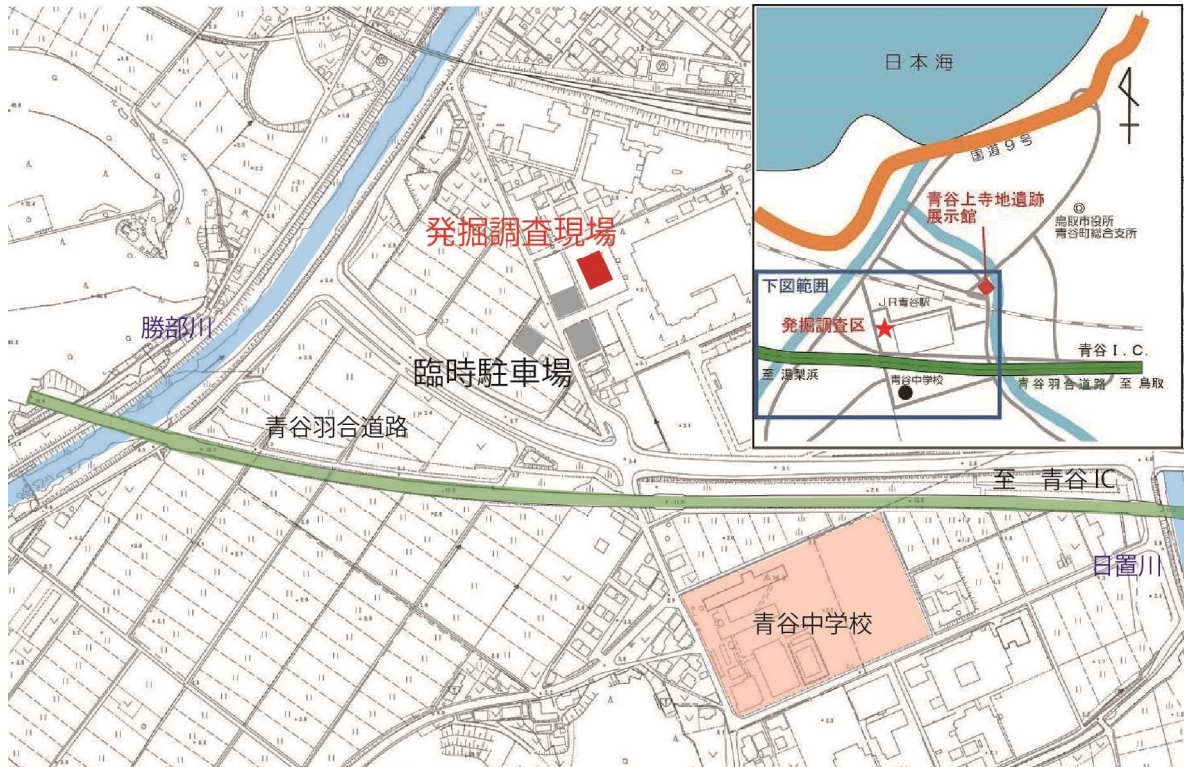 発掘調査現場
勝部川
臨時駐車場
青谷羽合道路
至 青谷IC
日置川
青谷中学校
日本海
国道9号
青谷上寺地遺跡
展示館
鳥取市役所
青谷町総合支所
下図範囲
JR青谷駅
発掘調査区
青谷I.C.
至 湯梨浜
青谷中学校
青谷羽合道路 至 鳥取